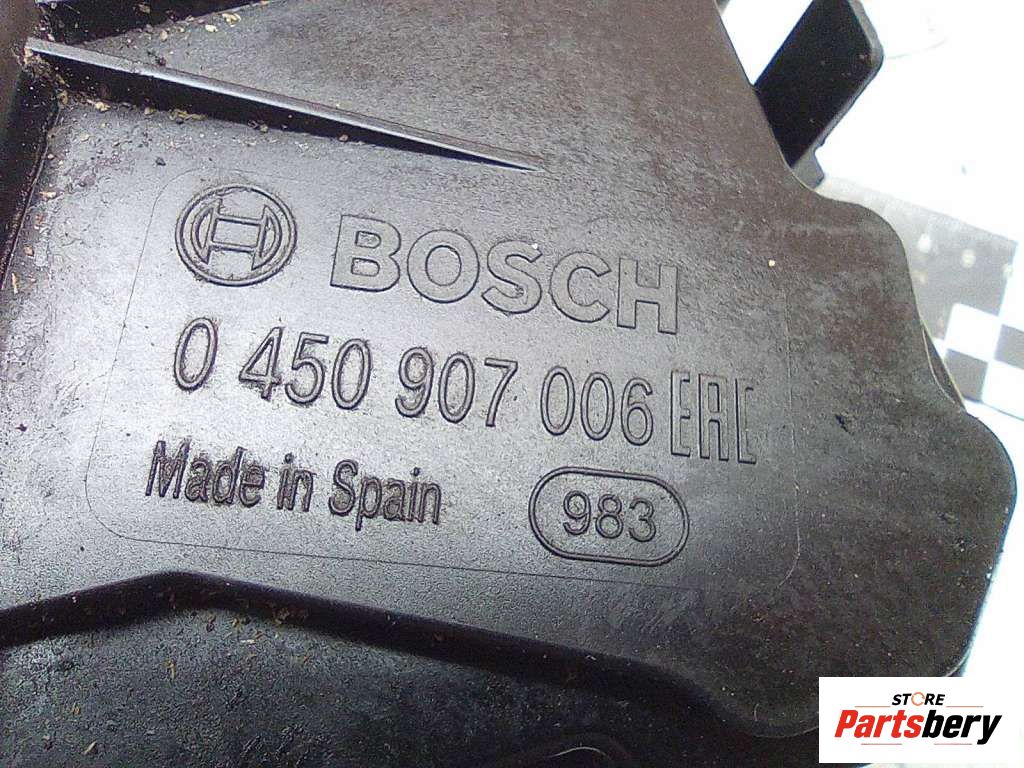 BOSCH
0 450 907 006 EAC
Made in Spain
983
STORE
Partsbery